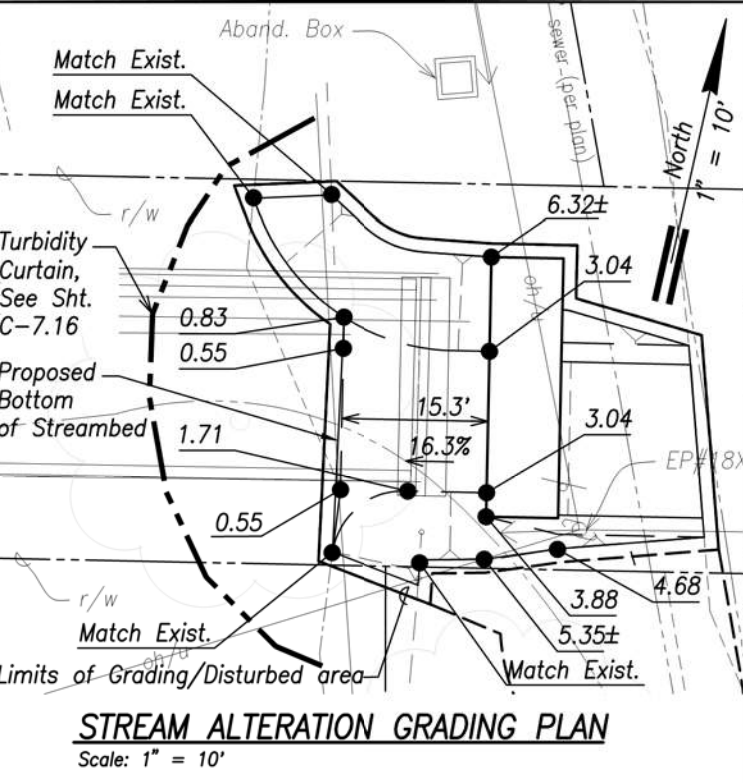 Aband. Box
Match Exist.
Match Exist.
sewer (per plan)
North
1" = 10'
r/w
6.32±
Turbidity
Curtain,
See Sht.
C-7.16
3.04
oh/u
0.83
0.55
Proposed
Bottom
of Streambed
15.3'
3.04
1.71
16.3%
EP#18X
0.55
r/w
3.88
4.68
Match Exist.
5.35±
oh/u
Limits of Grading/Disturbed area
Match Exist.
STREAM ALTERATION GRADING PLAN
Scale: 1" = 10'